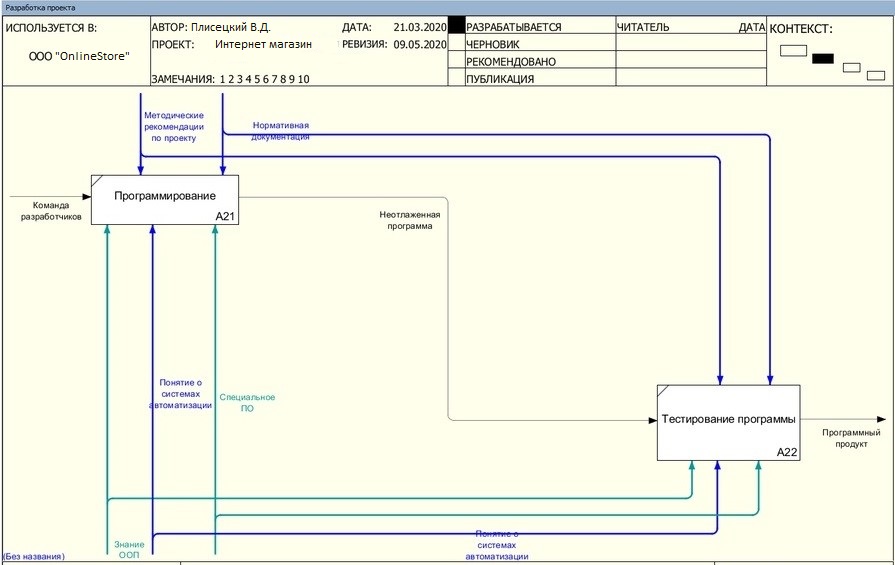 Разработка проекта
ИСПОЛЬЗУЕТСЯ В:
ООО "OnlineStore"
АВТОР: Плисецкий В.Д.
ДАТА: 21.03.2020
ПРОЕКТ: Интернет магазин
РЕВИЗИЯ: 09.05.2020
ЗАМЕЧАНИЯ: 1 2 3 4 5 6 7 8 9 10
РАЗРАБАТЫВАЕТСЯ
ЧЕРНОВИК
РЕКОМЕНДОВАНО
ПУБЛИКАЦИЯ
ЧИТАТЕЛЬ
ДАТА
КОНТЕКСТ:
Методические
рекомендации
по проекту
Нормативная
документация
Программирование
A21
Команда
разработчиков
Неотлаженная
программа
Понятие о
системах
автоматизации
Специальное
ПО
Тестирование программы
A22
Программный
продукт
Знание
ООП
Понятие о
системах
автоматизации
(Без названия)